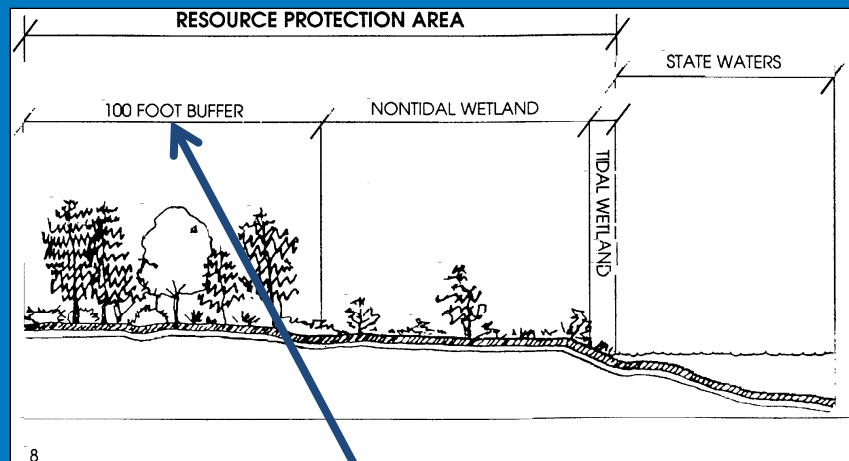 RESOURCE PROTECTION AREA
STATE WATERS
100 FOOT BUFFER
NONTIDAL WETLAND
TIDAL WETLAND
8